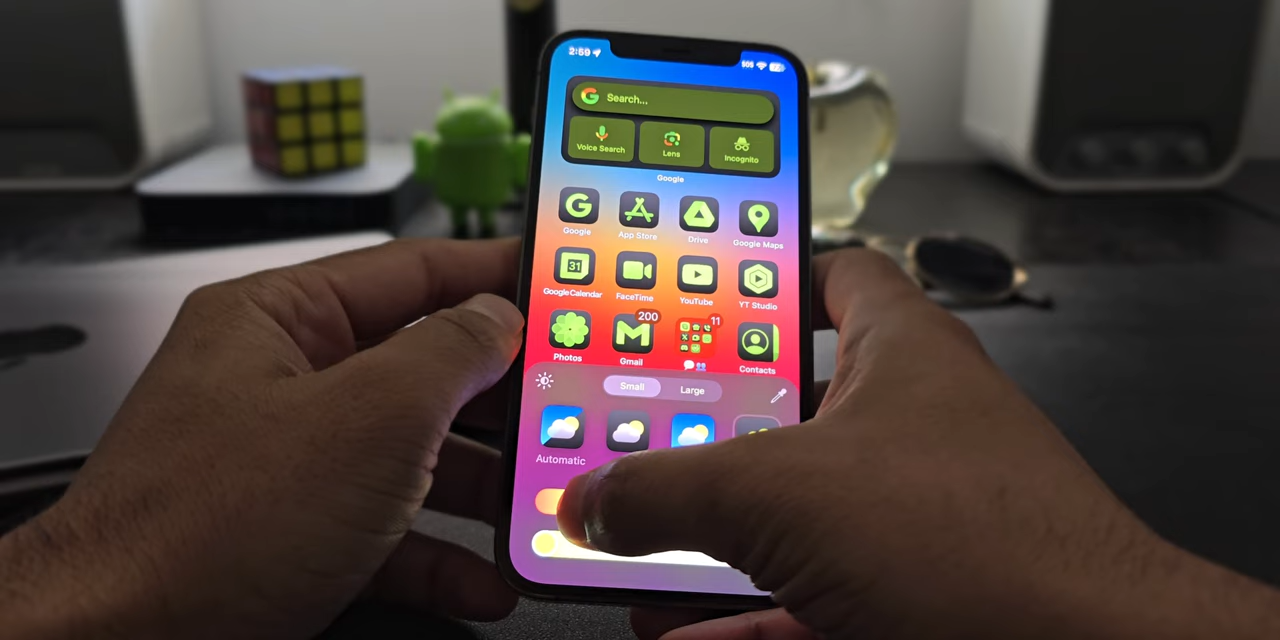 2:59
SOS
Search...
Voice Search
Lens
Incognito
Google
Google
App Store
Drive
Google Maps
31
Google Calendar
FaceTime
YouTube
YT Studio
200
11
Photos
Gmail
Contacts
Small
Large
Automatic